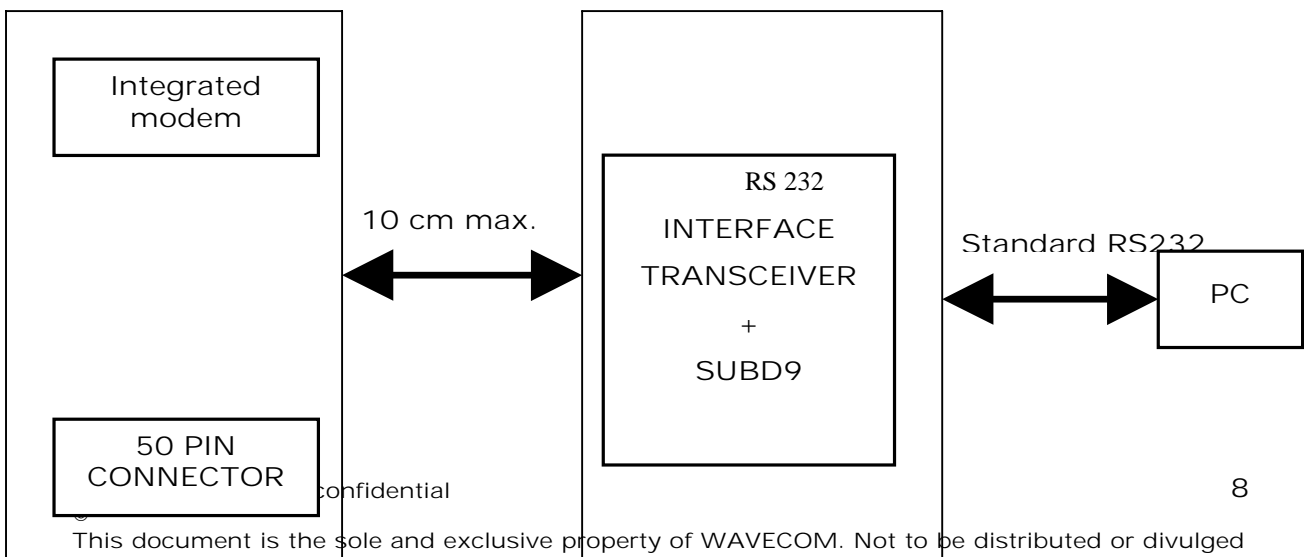 Integrated
modem
10 cm max.
RS 232
INTERFACE
TRANSCEIVER
+
SUBD9
Standard RS232
PC
50 PIN
CONNECTOR
confidential
8
©
This document is the sole and exclusive property of WAVECOM. Not to be distributed or divulged